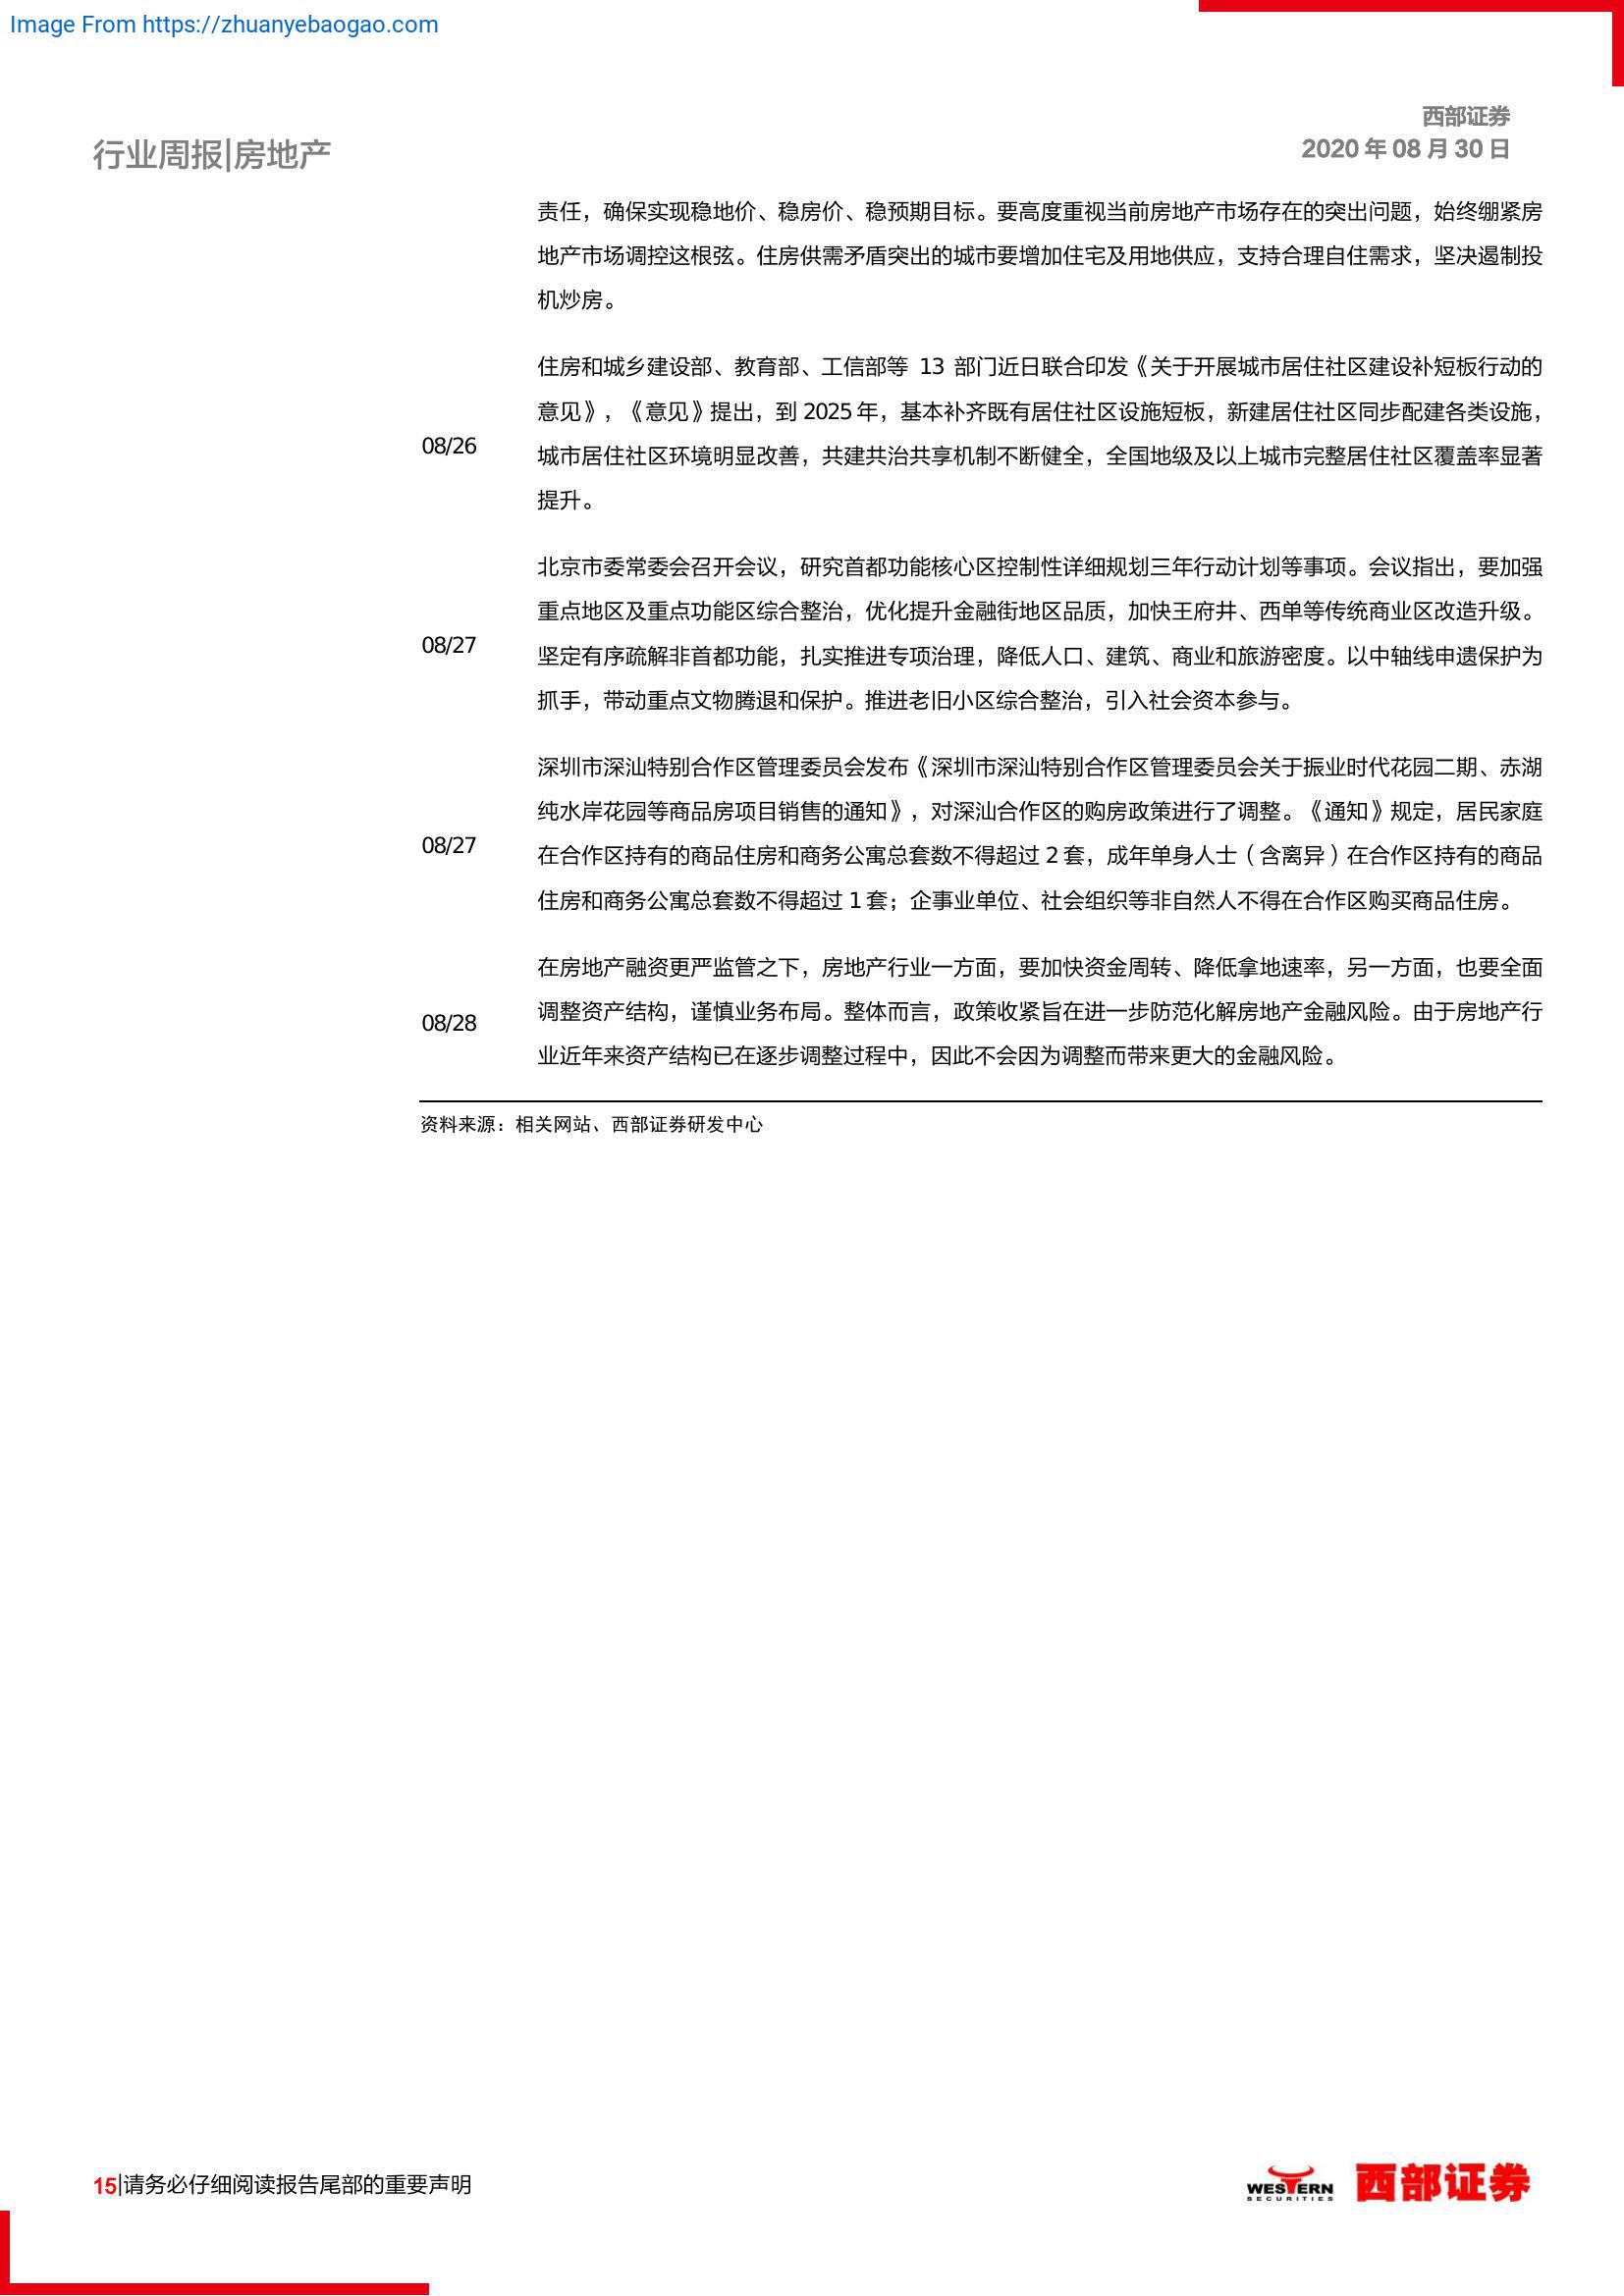 Image From https://zhuanyebaogao.com
西部证券
行业周报|房地产
2020 年 08 月 30 日
责任，确保实现稳地价、稳房价、稳预期目标。要高度重视当前房地产市场存在的突出问题，始终绷紧房
地产市场调控这根弦。住房供需矛盾突出的城市要增加住宅及用地供应，支持合理自住需求，坚决遏制投
机炒房。
住房和城乡建设部、教育部、工信部等 13 部门近日联合印发《关于开展城市居住社区建设补短板行动的
意见》，《意见》提出，到 2025 年，基本补齐既有居住社区设施短板，新建居住社区同步配建各类设施，
08/26
城市居住社区环境明显改善，共建共治共享机制不断健全，全国地级及以上城市完整居住社区覆盖率显著
提升。
北京市委常委会召开会议，研究首都功能核心区控制性详细规划三年行动计划等事项。会议指出，要加强
重点地区及重点功能区综合整治，优化提升金融街地区品质，加快王府井、西单等传统商业区改造升级。
08/27
坚定有序疏解非首都功能，扎实推进专项治理，降低人口、建筑、商业和旅游密度。以中轴线申遗保护为
抓手，带动重点文物腾退和保护。推进老旧小区综合整治，引入社会资本参与。
深圳市深汕特别合作区管理委员会发布《深圳市深汕特别合作区管理委员会关于振业时代花园二期、赤湖
纯水岸花园等商品房项目销售的通知》，对深汕合作区的购房政策进行了调整。《通知》规定，居民家庭
08/27
在合作区持有的商品住房和商务公寓总套数不得超过 2 套，成年单身人士（含离异）在合作区持有的商品
住房和商务公寓总套数不得超过 1 套；企事业单位、社会组织等非自然人不得在合作区购买商品住房。
在房地产融资更严监管之下，房地产行业一方面，要加快资金周转、降低拿地速率，另一方面，也要全面
08/28
调整资产结构，谨慎业务布局。整体而言，政策收紧旨在进一步防范化解房地产金融风险。由于房地产行
业近年来资产结构已在逐步调整过程中，因此不会因为调整而带来更大的金融风险。
资料来源：相关网站、西部证券研发中心
15|请务必仔细阅读报告尾部的重要声明
WESTERN
SECURITIES
西部证券